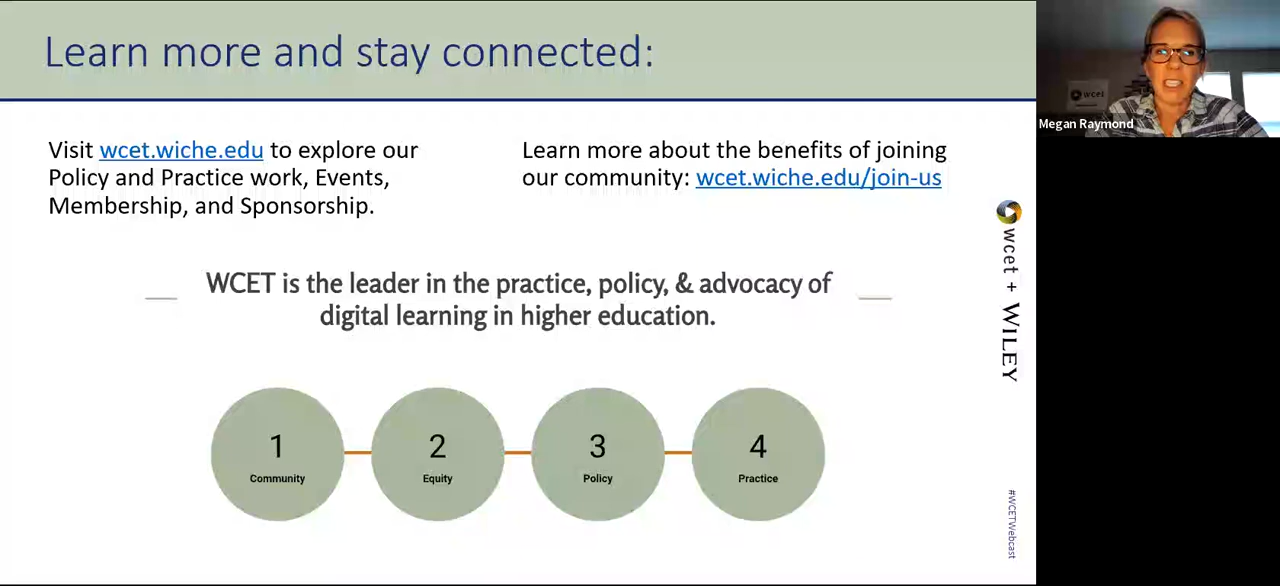 Learn more and stay connected:
Visit wcet.wiche.edu to explore our
Policy and Practice work, Events,
Membership, and Sponsorship.
Learn more about the benefits of joining
our community: wcet.wiche.edu/join-us
WCET is the leader in the practice, policy, & advocacy of
digital learning in higher education.
1
Community
2
Equity
3
Policy
4
Practice
wcet + WILEY
#WCETWebcast
wcet
Megan Raymond